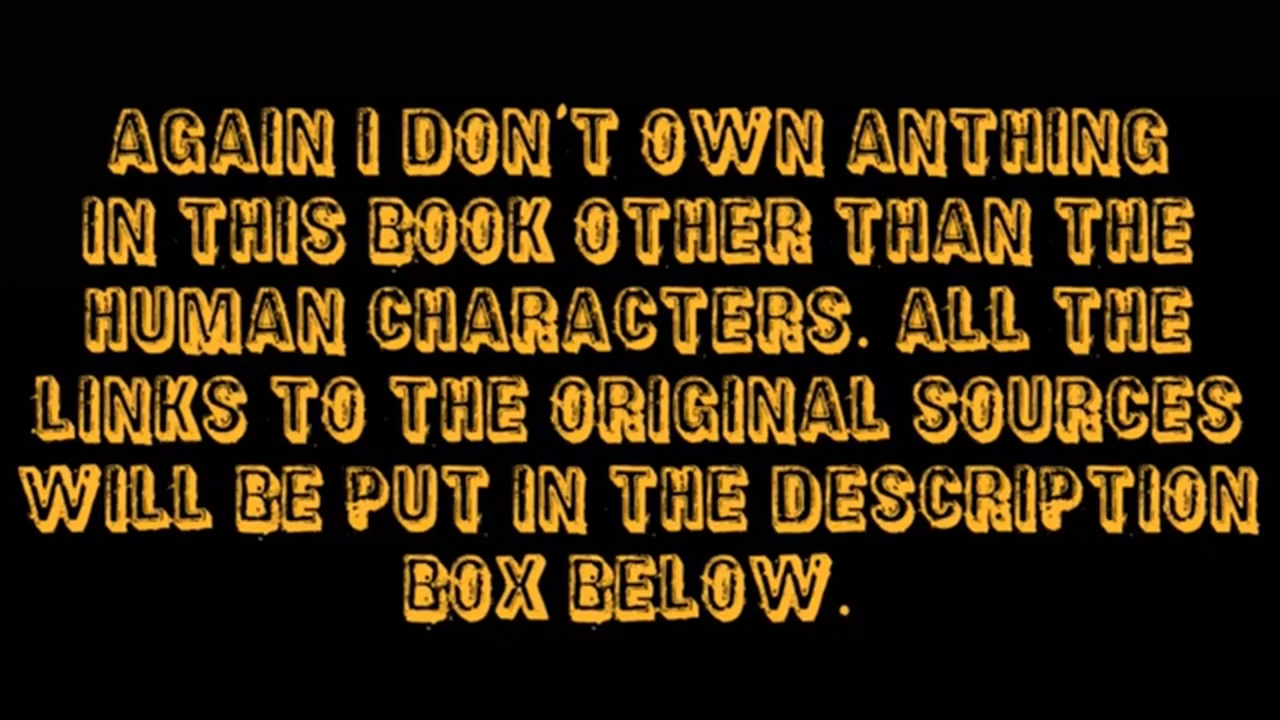 AGAIN I DON'T OWN ANTHING
IN THIS BOOK OTHER THAN THE
HUMAN CHARACTERS. ALL THE
LINKS TO THE ORIGINAL SOURCES
WILL BE PUT IN THE DESCRIPTION
BOX BELOW.